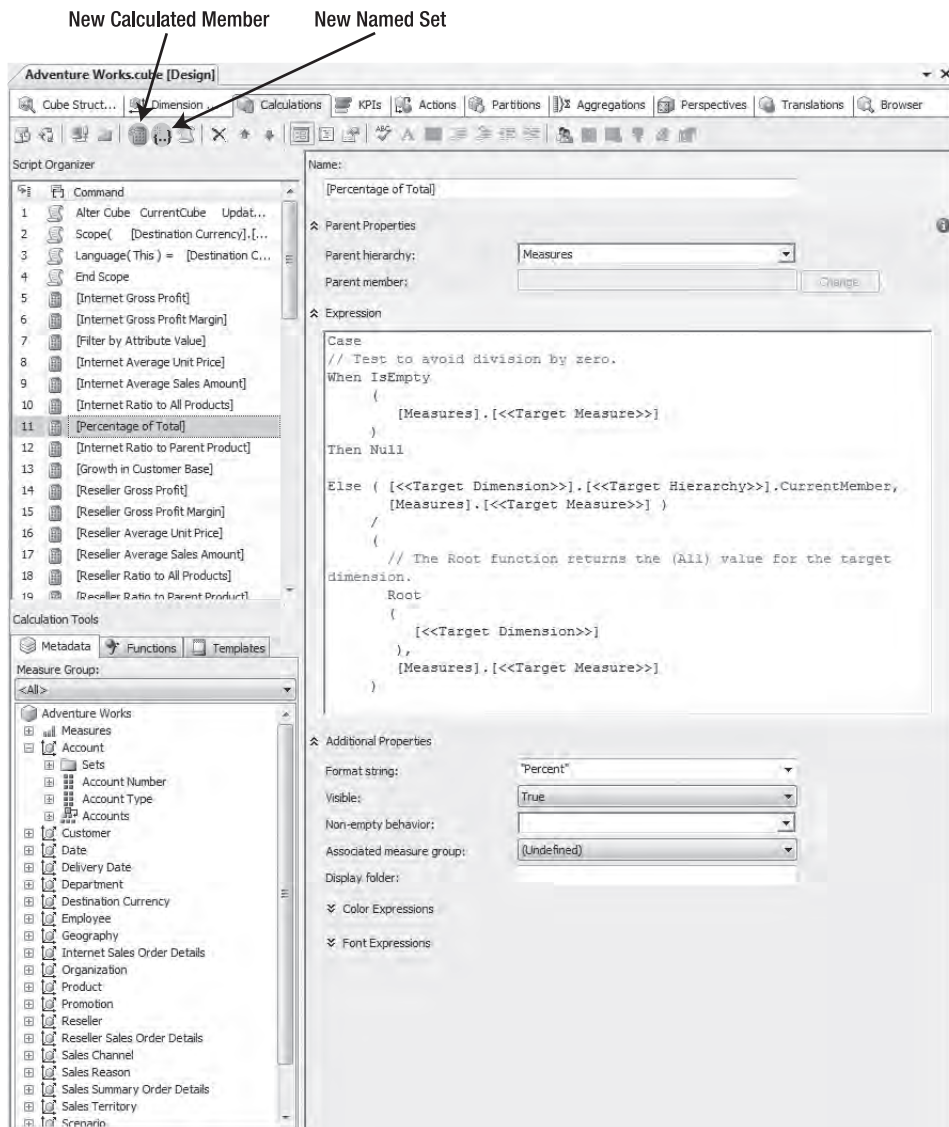 New Calculated Member
New Named Set
Adventure Works.cube [Design]
Cube Struct...
Dimension ...
Calculations
KPIs
Actions
Partitions
Aggregations
Perspectives
Translations
Browser
Script Organizer
Command
1 Alter Cube CurrentCube Updat...
2 Scope( [Destination Currency].[...
3 Language( This ) = [Destination C...
4 End Scope
5 [Internet Gross Profit]
6 [Internet Gross Profit Margin]
7 [Filter by Attribute Value]
8 [Internet Average Unit Price]
9 [Internet Average Sales Amount]
10 [Internet Ratio to All Products]
11 [Percentage of Total]
12 [Internet Ratio to Parent Product]
13 [Growth in Customer Base]
14 [Reseller Gross Profit]
15 [Reseller Gross Profit Margin]
16 [Reseller Average Unit Price]
17 [Reseller Average Sales Amount]
18 [Reseller Ratio to All Products]
19 [Reseller Ratio to Parent Product]
Calculation Tools
Metadata
Functions
Templates
Measure Group:
<All>
Adventure Works
Measures
Account
Sets
Account Number
Account Type
Accounts
Customer
Date
Delivery Date
Department
Destination Currency
Employee
Geography
Internet Sales Order Details
Organization
Product
Promotion
Reseller
Reseller Sales Order Details
Sales Channel
Sales Reason
Sales Summary Order Details
Sales Territory
Scenario
Name:
[Percentage of Total]
Parent Properties
Parent hierarchy: Measures
Parent member: Change
Expression
Case
// Test to avoid division by zero.
When IsEmpty
(
[Measures].[<<Target Measure>>]
)
Then Null
Else ( [<<Target Dimension>>].[<<Target Hierarchy>>].CurrentMember,
[Measures].[<<Target Measure>>] )
/
(
// The Root function returns the (All) value for the target
dimension.
Root
(
[<<Target Dimension>>]
),
[Measures].[<<Target Measure>>]
)
Additional Properties
Format string: "Percent"
Visible: True
Non-empty behavior:
Associated measure group: (Undefined)
Display folder:
Color Expressions
Font Expressions